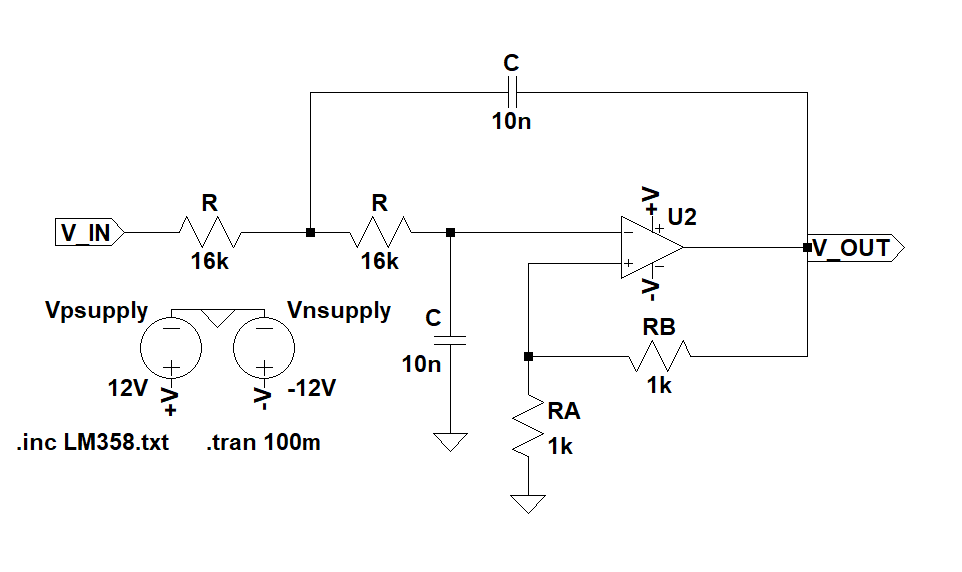 C
10n
R
R
+V
U2
V_IN
16k
16k
V_OUT
-V
Vpsupply
Vnsupply
C
10n
RB
1k
12V
-12V
+V
-V
RA
1k
.inc LM358.txt
.tran 100m